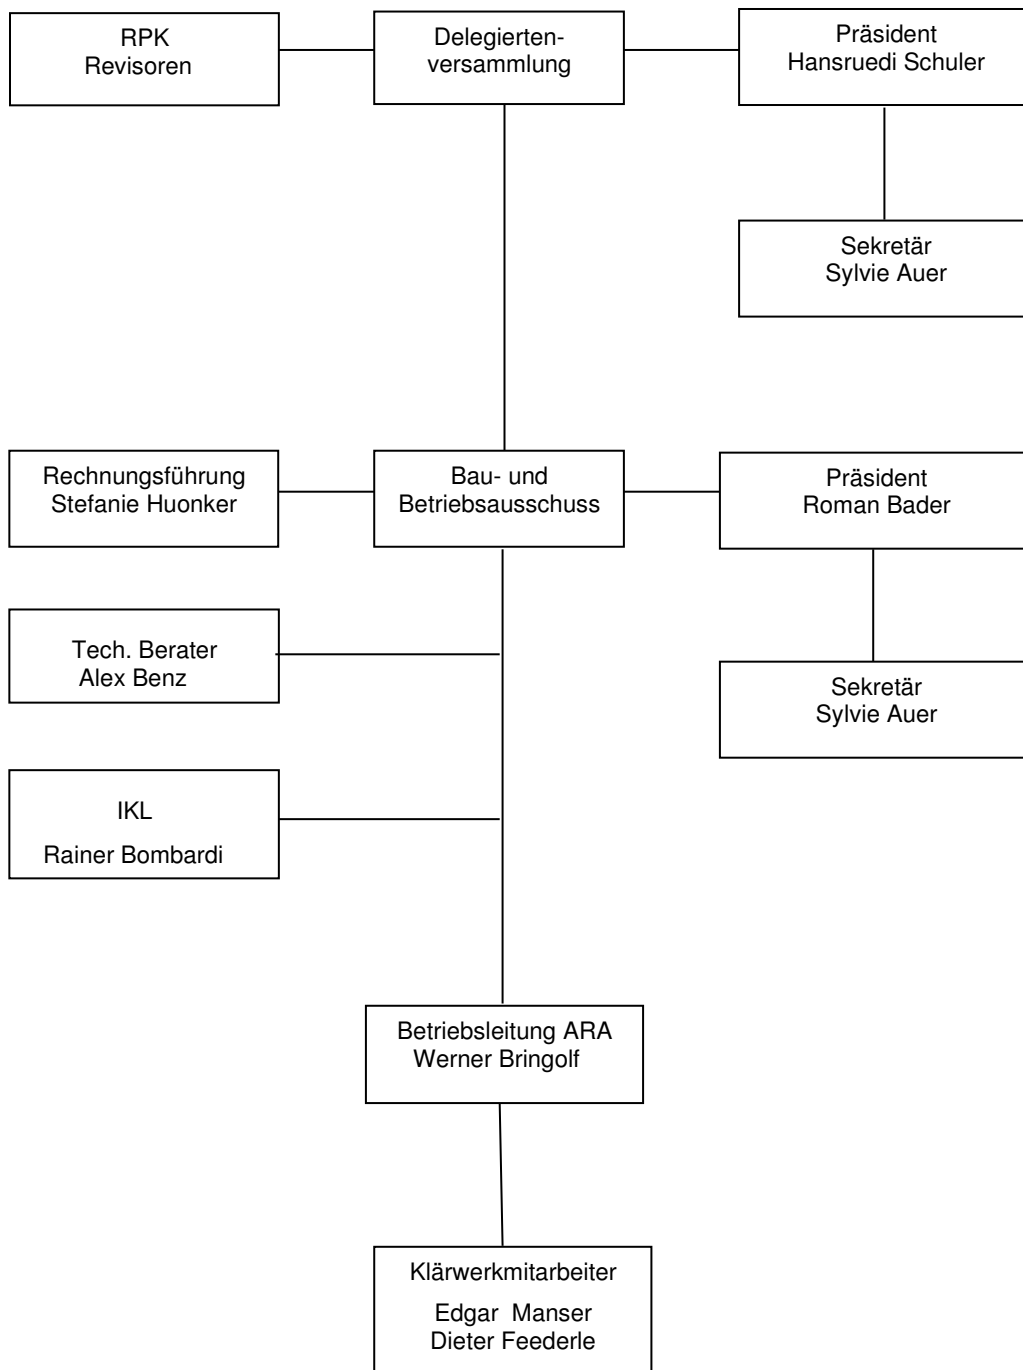 RPK
Revisoren
Delegierten-
versammlung
Präsident
Hansruedi Schuler
Sekretär
Sylvie Auer
Rechnungsführung
Stefanie Huonker
Bau- und
Betriebsausschuss
Präsident
Roman Bader
Tech. Berater
Alex Benz
Sekretär
Sylvie Auer
IKL
Rainer Bombardi
Betriebsleitung ARA
Werner Bringolf
Klärwerkmitarbeiter
Edgar Manser
Dieter Feederle